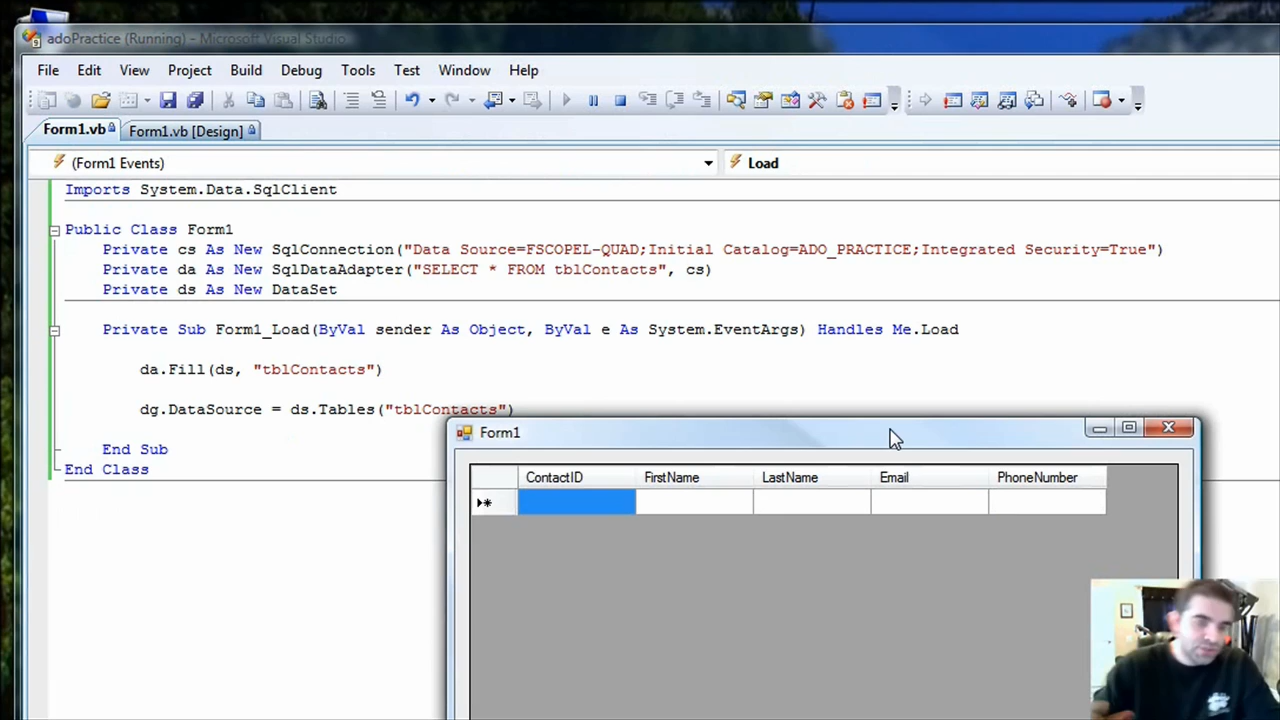 adoPractice (Running) - Microsoft Visual Studio
File Edit View Project Build Debug Tools Test Window Help
Form1.vb Form1.vb [Design]
(Form1 Events) Load
Imports System.Data.SqlClient
Public Class Form1
Private cs As New SqlConnection("Data Source=FSCOPEL-QUAD;Initial Catalog=ADO_PRACTICE;Integrated Security=True")
Private da As New SqlDataAdapter("SELECT * FROM tblContacts", cs)
Private ds As New DataSet
Private Sub Form1_Load(ByVal sender As Object, ByVal e As System.EventArgs) Handles Me.Load
da.Fill(ds, "tblContacts")
dg.DataSource = ds.Tables("tblContacts")
End Sub
End Class
Form1
ContactID FirstName LastName Email PhoneNumber